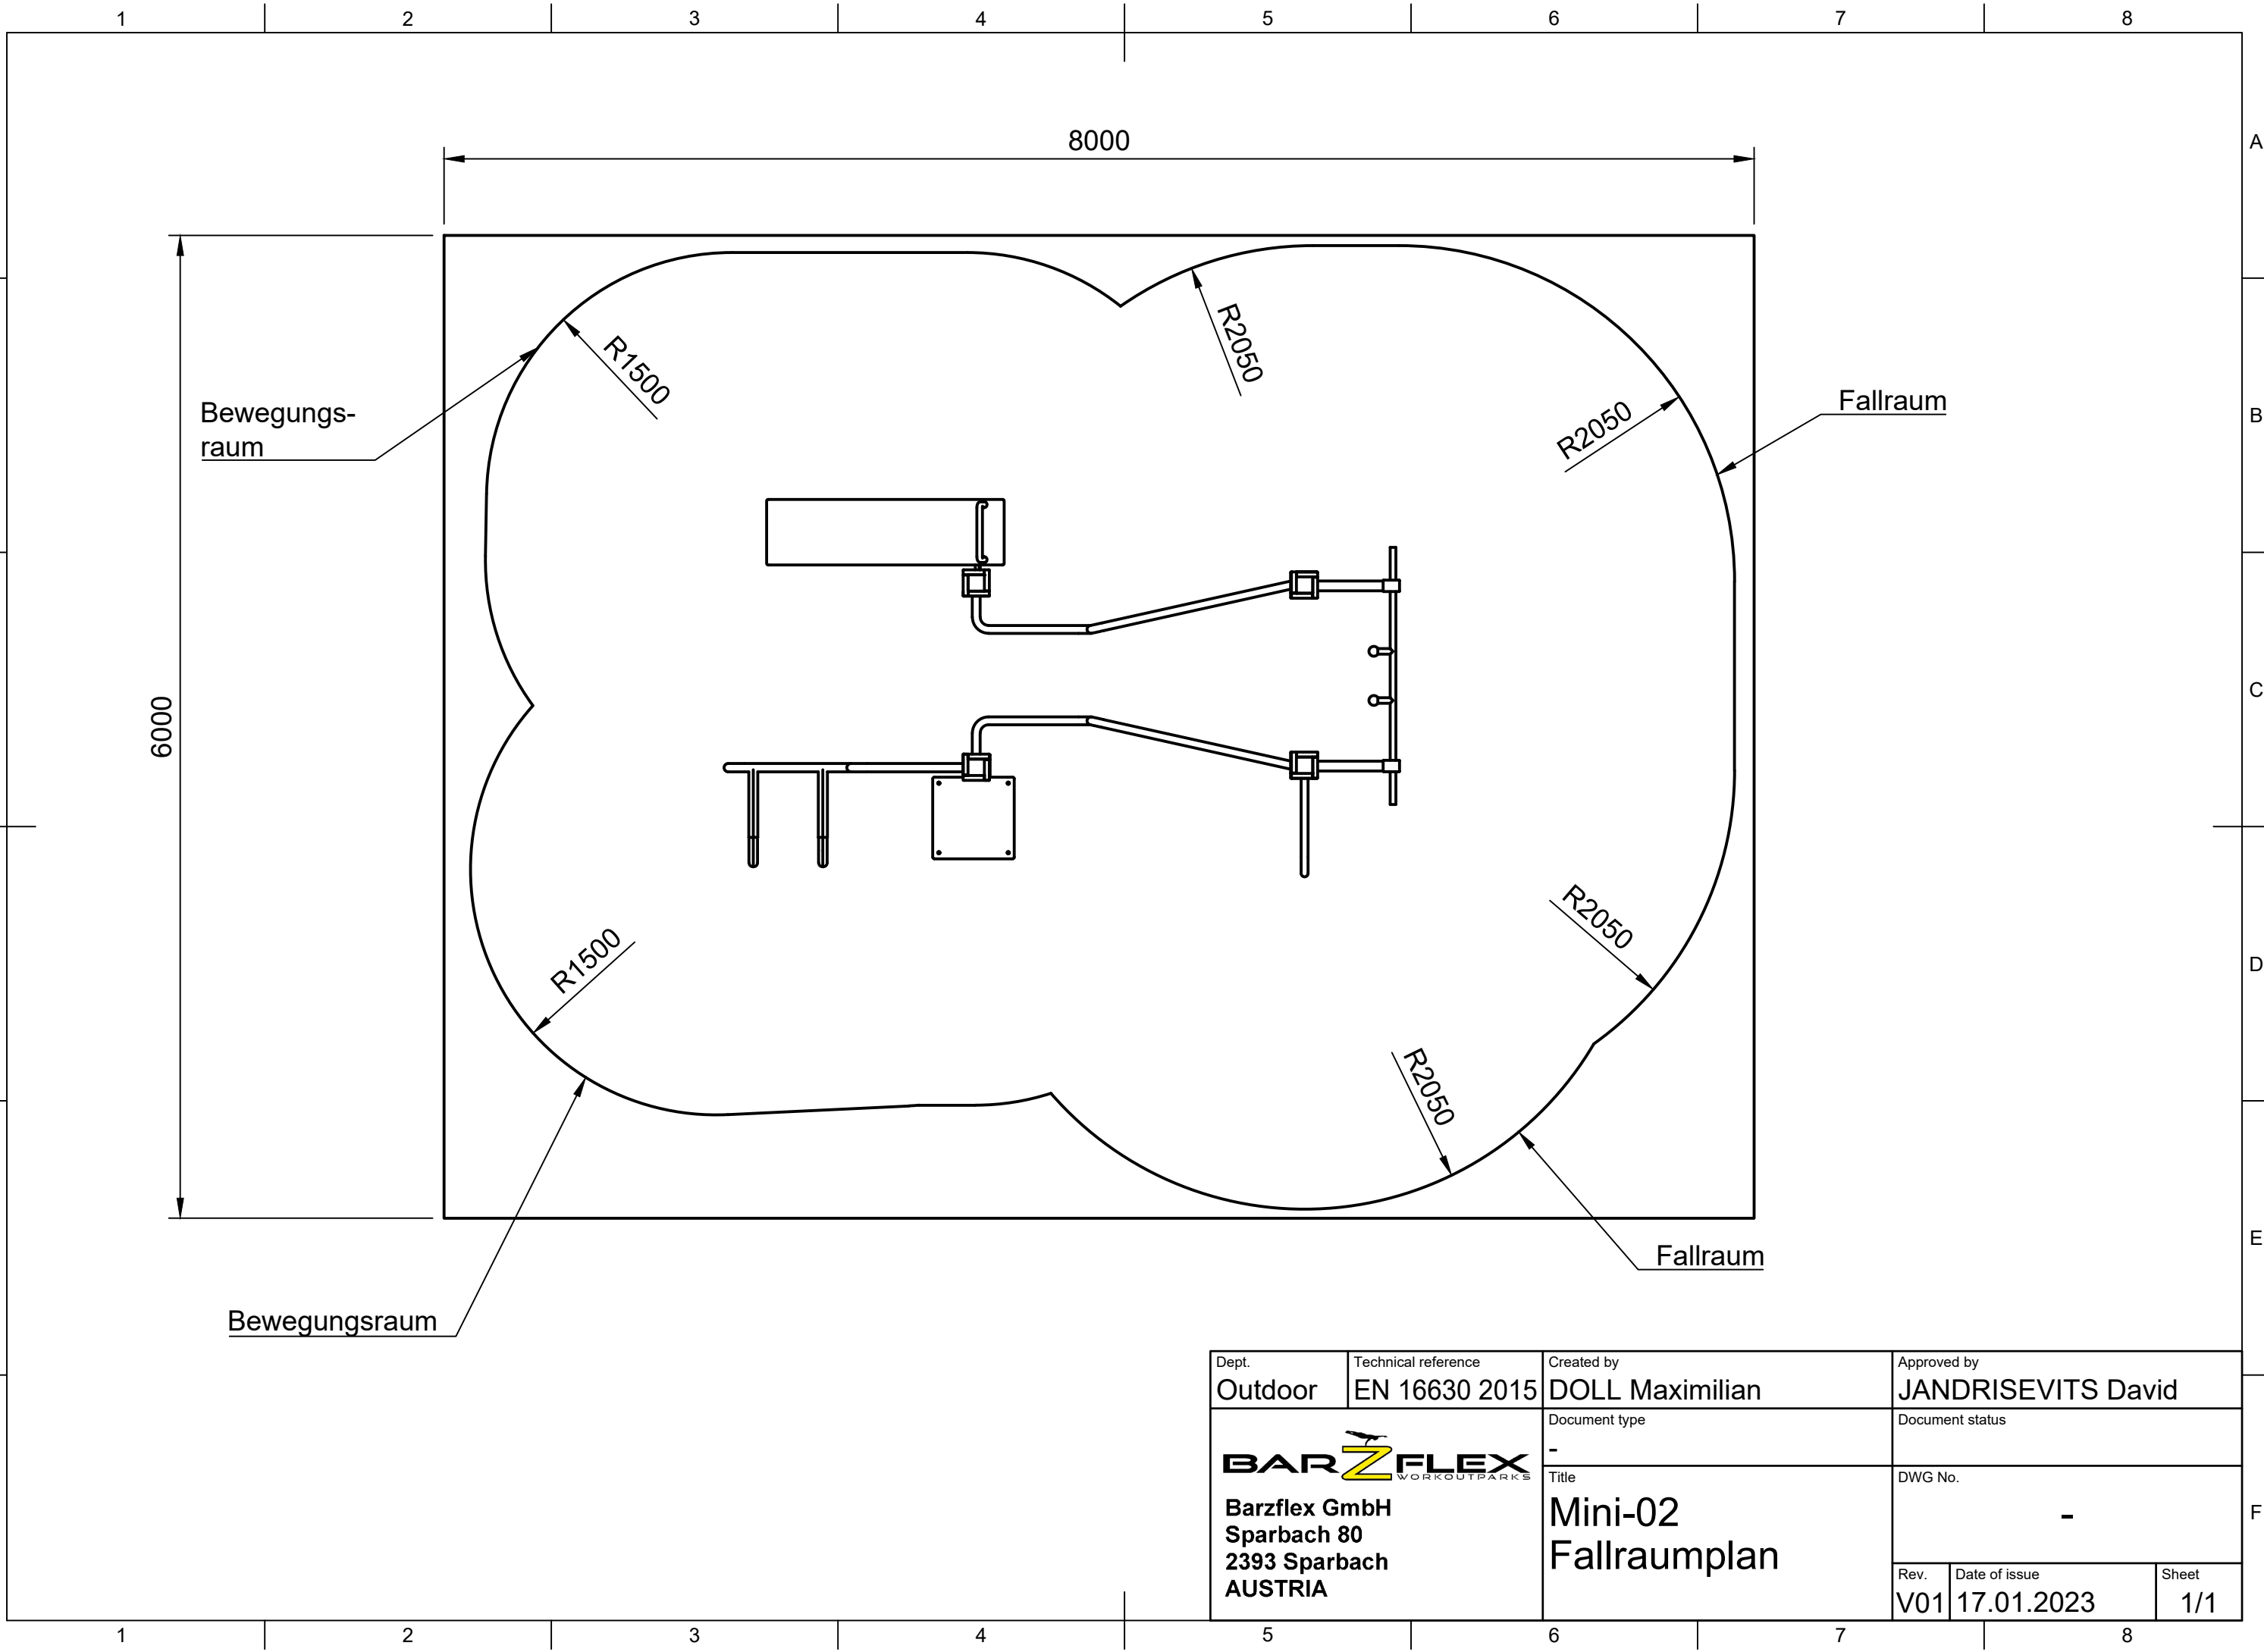 1 2 3 4 5 6 7 8
A
8000
R1500
R2050
R2050
Fallraum
B
Bewegungs-
raum
C
6000
R2050
R1500
D
R2050
Fallraum
E
Bewegungsraum
Dept.
Outdoor
Technical reference
EN 16630 2015
Created by
DOLL Maximilian
Approved by
JANDRISEVITS David
BARZFLEX
WORKOUTPARKS
Barzflex GmbH
Sparbach 80
2393 Sparbach
AUSTRIA
Document type
-
Document status
Title
Mini-02
Fallraumplan
DWG No.
-
F
Rev.
V01
Date of issue
17.01.2023
Sheet
1/1
1 2 3 4 5 6 7 8